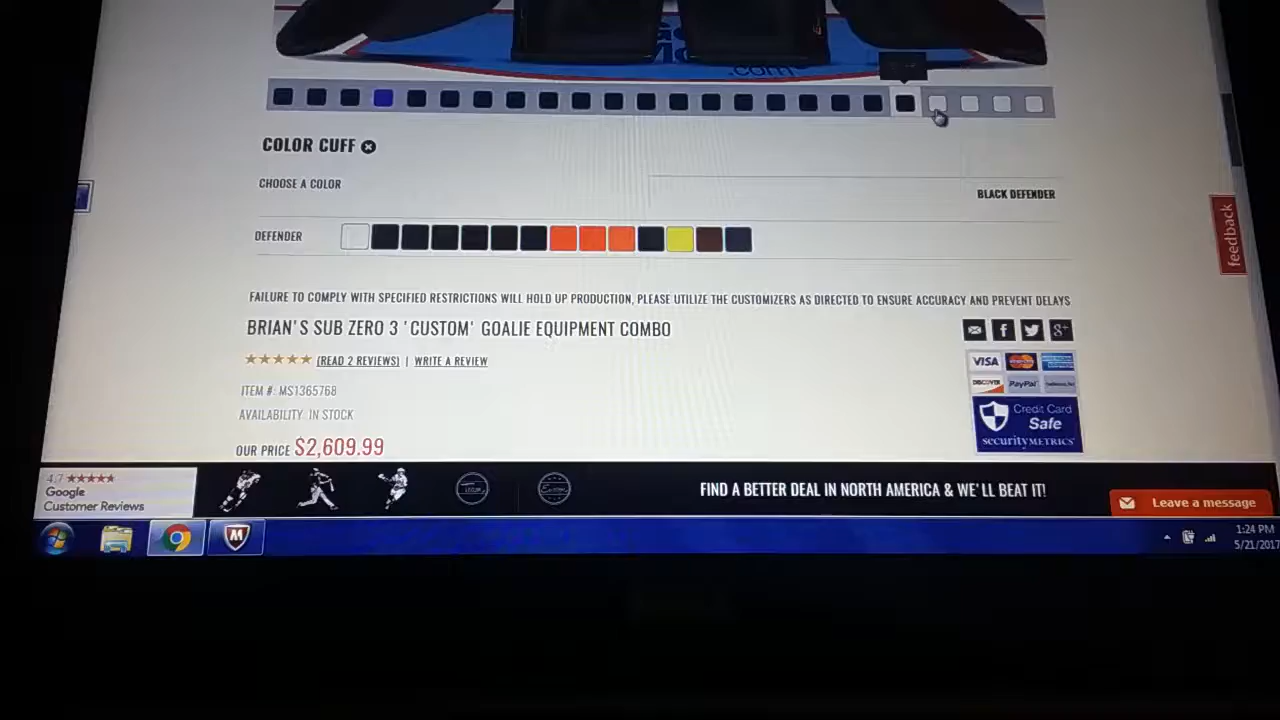 .com
COLOR CUFF
CHOOSE A COLOR
BLACK DEFENDER
DEFENDER
feedback
FAILURE TO COMPLY WITH SPECIFIED RESTRICTIONS WILL HOLD UP PRODUCTION, PLEASE UTILIZE THE CUSTOMIZERS AS DIRECTED TO ENSURE ACCURACY AND PREVENT DELAYS
BRIAN'S SUB ZERO 3 'CUSTOM' GOALIE EQUIPMENT COMBO
(READ 2 REVIEWS) | WRITE A REVIEW
VISA
ITEM #: MS1365768
DISCOVER PayPal
AVAILABILITY: IN STOCK
Credit Card
Safe
securityMETRICS
OUR PRICE $2,609.99
4.7
Google
Customer Reviews
FIND A BETTER DEAL IN NORTH AMERICA & WE'LL BEAT IT!
Leave a message
1:24 PM
5/21/2017